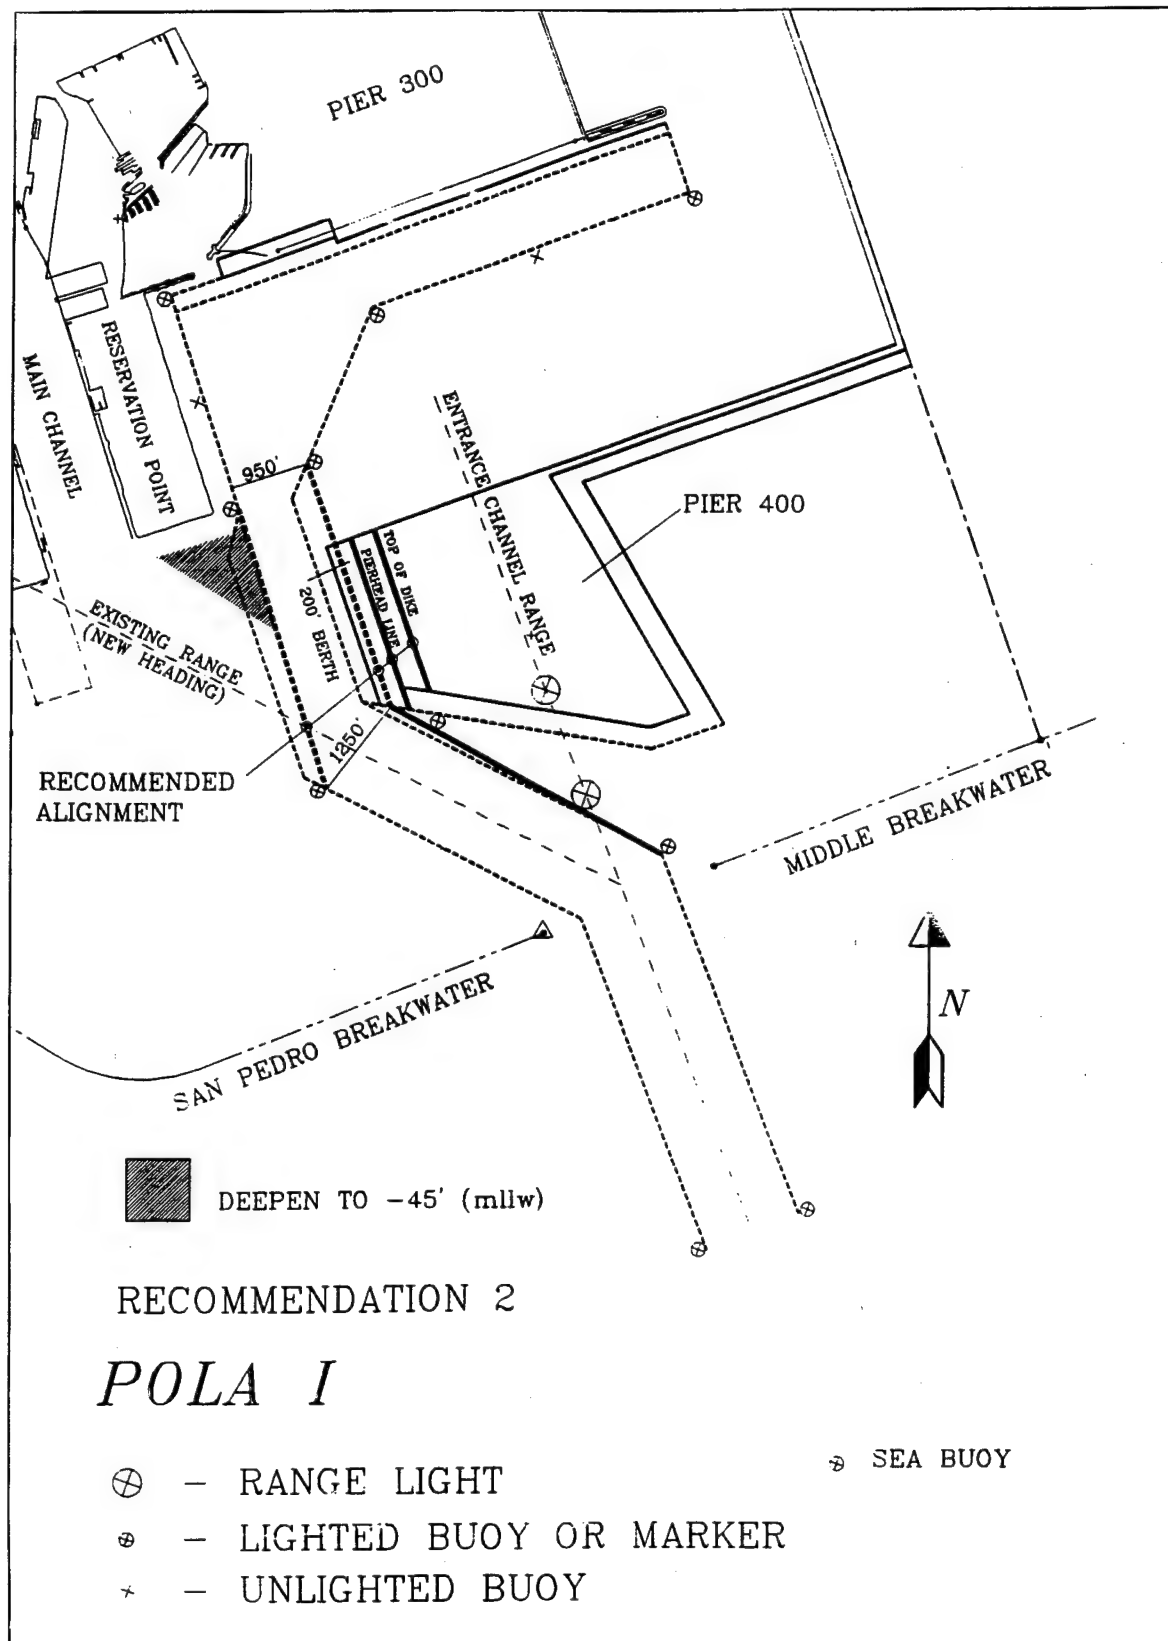 PIER 300
RESERVATION POINT
MAIN CHANNEL
ENTRANCE CHANNEL RANGE
950'
PIER 400
TOP OF DIKE
PIERHEAD LINE
200' BERTH
EXISTING RANGE
(NEW HEADING)
1250'
RECOMMENDED
ALIGNMENT
MIDDLE BREAKWATER
SAN PEDRO BREAKWATER
N
DEEPEN TO -45' (mllw)
RECOMMENDATION 2
POLA I
– RANGE LIGHT
SEA BUOY
– LIGHTED BUOY OR MARKER
– UNLIGHTED BUOY